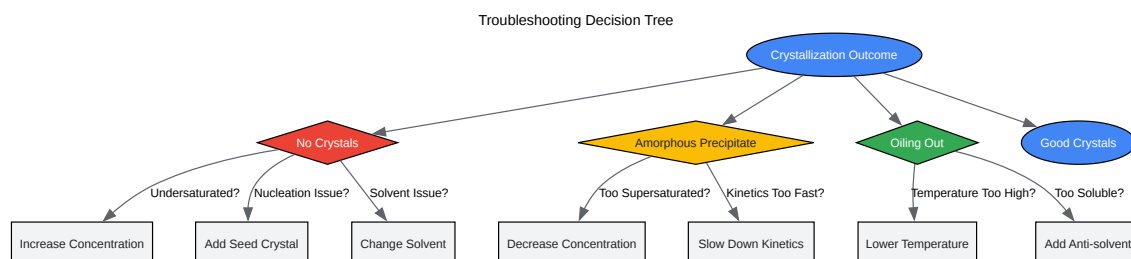 Troubleshooting Decision Tree
Crystallization Outcome
No Crystals
Amorphous Precipitate
Oiling Out
Good Crystals
Undersaturated?
Nucleation Issue?
Solvent Issue?
Too Supersaturated?
Kinetics Too Fast?
Temperature Too High?
Too Soluble?
Increase Concentration
Add Seed Crystal
Change Solvent
Decrease Concentration
Slow Down Kinetics
Lower Temperature
Add Anti-solvent